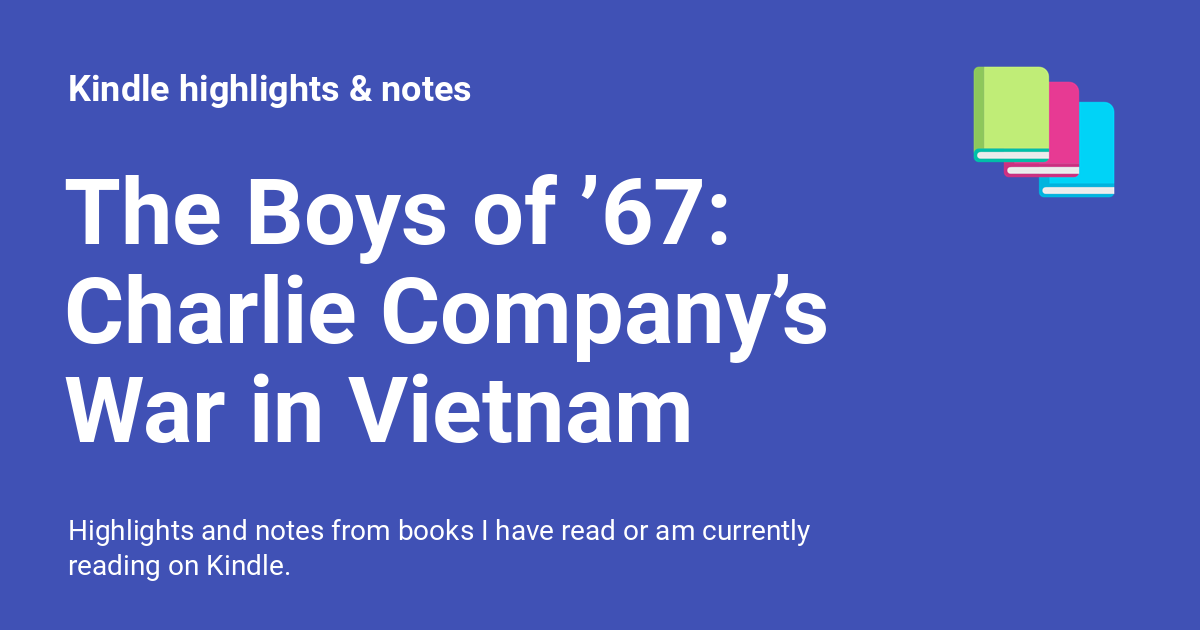 Kindle highlights & notes
The Boys of ’67:
Charlie Company’s
War in Vietnam
Highlights and notes from books I have read or am currently
reading on Kindle.